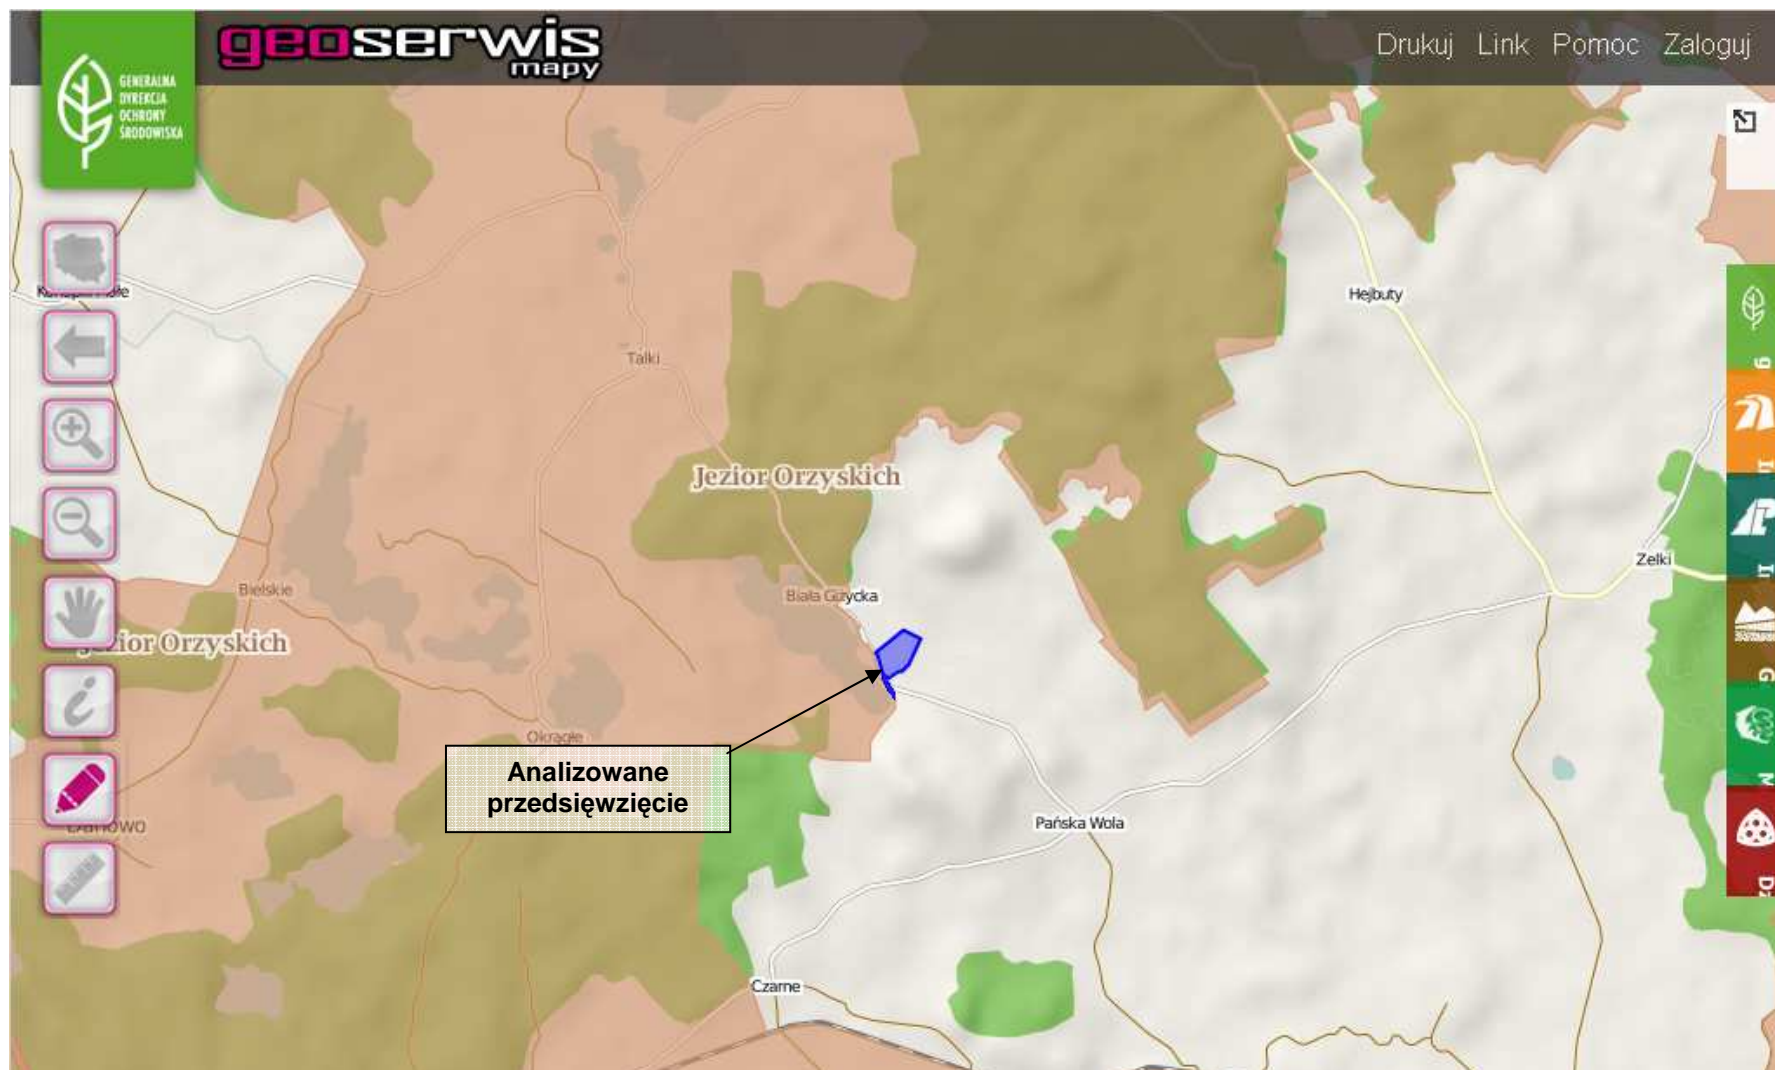 geoserwis
mapy
Drukuj Link Pomoc Zaloguj
GENERALNA
DYREKCJA
OCHRONY
ŚRODOWISKA
Hejbuty
Talki
Jezior Orzyskich
Zelki
Bielskie
Biała Giżycka
Orzyskich
Okrągłe
Analizowane
przedsięwzięcie
Pańska Wola
Czarne
g
I
I
G
M
Dz